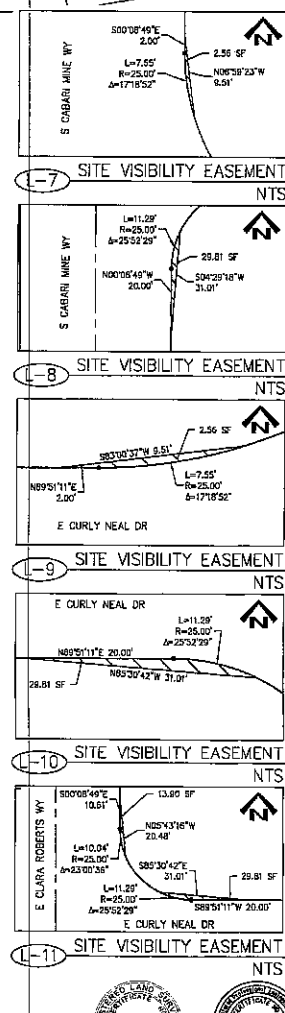 S00°08'49"E
2.00'
2.56 SF
N
N08°59'23"W
9.51'
L=7.55'
R=25.00'
Δ=17°18'52"
S CABARI MINE WY
L-7 SITE VISIBILITY EASEMENT
NTS
L=11.29'
R=25.00'
Δ=25°52'29"
N
29.81 SF
N00°08'49"W
20.00'
S04°29'18"W
31.01'
S CABARI MINE WY
L-8 SITE VISIBILITY EASEMENT
NTS
N
2.56 SF
S83°00'37"W 9.51'
N89°51'11"E
2.00'
L=7.55'
R=25.00'
Δ=17°18'52"
E CURLY NEAL DR
L-9 SITE VISIBILITY EASEMENT
NTS
E CURLY NEAL DR
N
L=11.29'
R=25.00'
Δ=25°52'29"
N89°51'11"E 20.00'
N85°30'42"W 31.01'
29.81 SF
L-10 SITE VISIBILITY EASEMENT
NTS
S00°08'49"E
10.61'
13.90 SF
N
N05°43'16"W
20.48'
E CLARA ROBERTS WY
L=10.04'
R=25.00'
Δ=23°00'36"
S85°30'42"E
31.01'
29.81 SF
L=11.29'
R=25.00'
Δ=25°52'29"
S89°51'11"W 20.00'
E CURLY NEAL DR
L-11 SITE VISIBILITY EASEMENT
NTS
LAND
CERTIFICATE